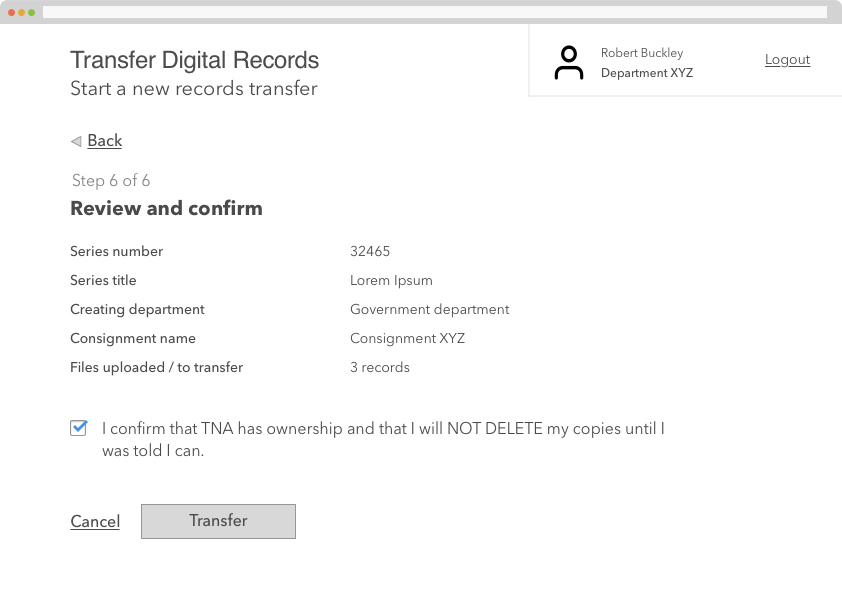 Transfer Digital Records
Start a new records transfer
Robert Buckley
Department XYZ
Logout
Back
Step 6 of 6
Review and confirm
Series number 32465
Series title Lorem Ipsum
Creating department Government department
Consignment name Consignment XYZ
Files uploaded / to transfer 3 records
I confirm that TNA has ownership and that I will NOT DELETE my copies until I
was told I can.
Cancel Transfer